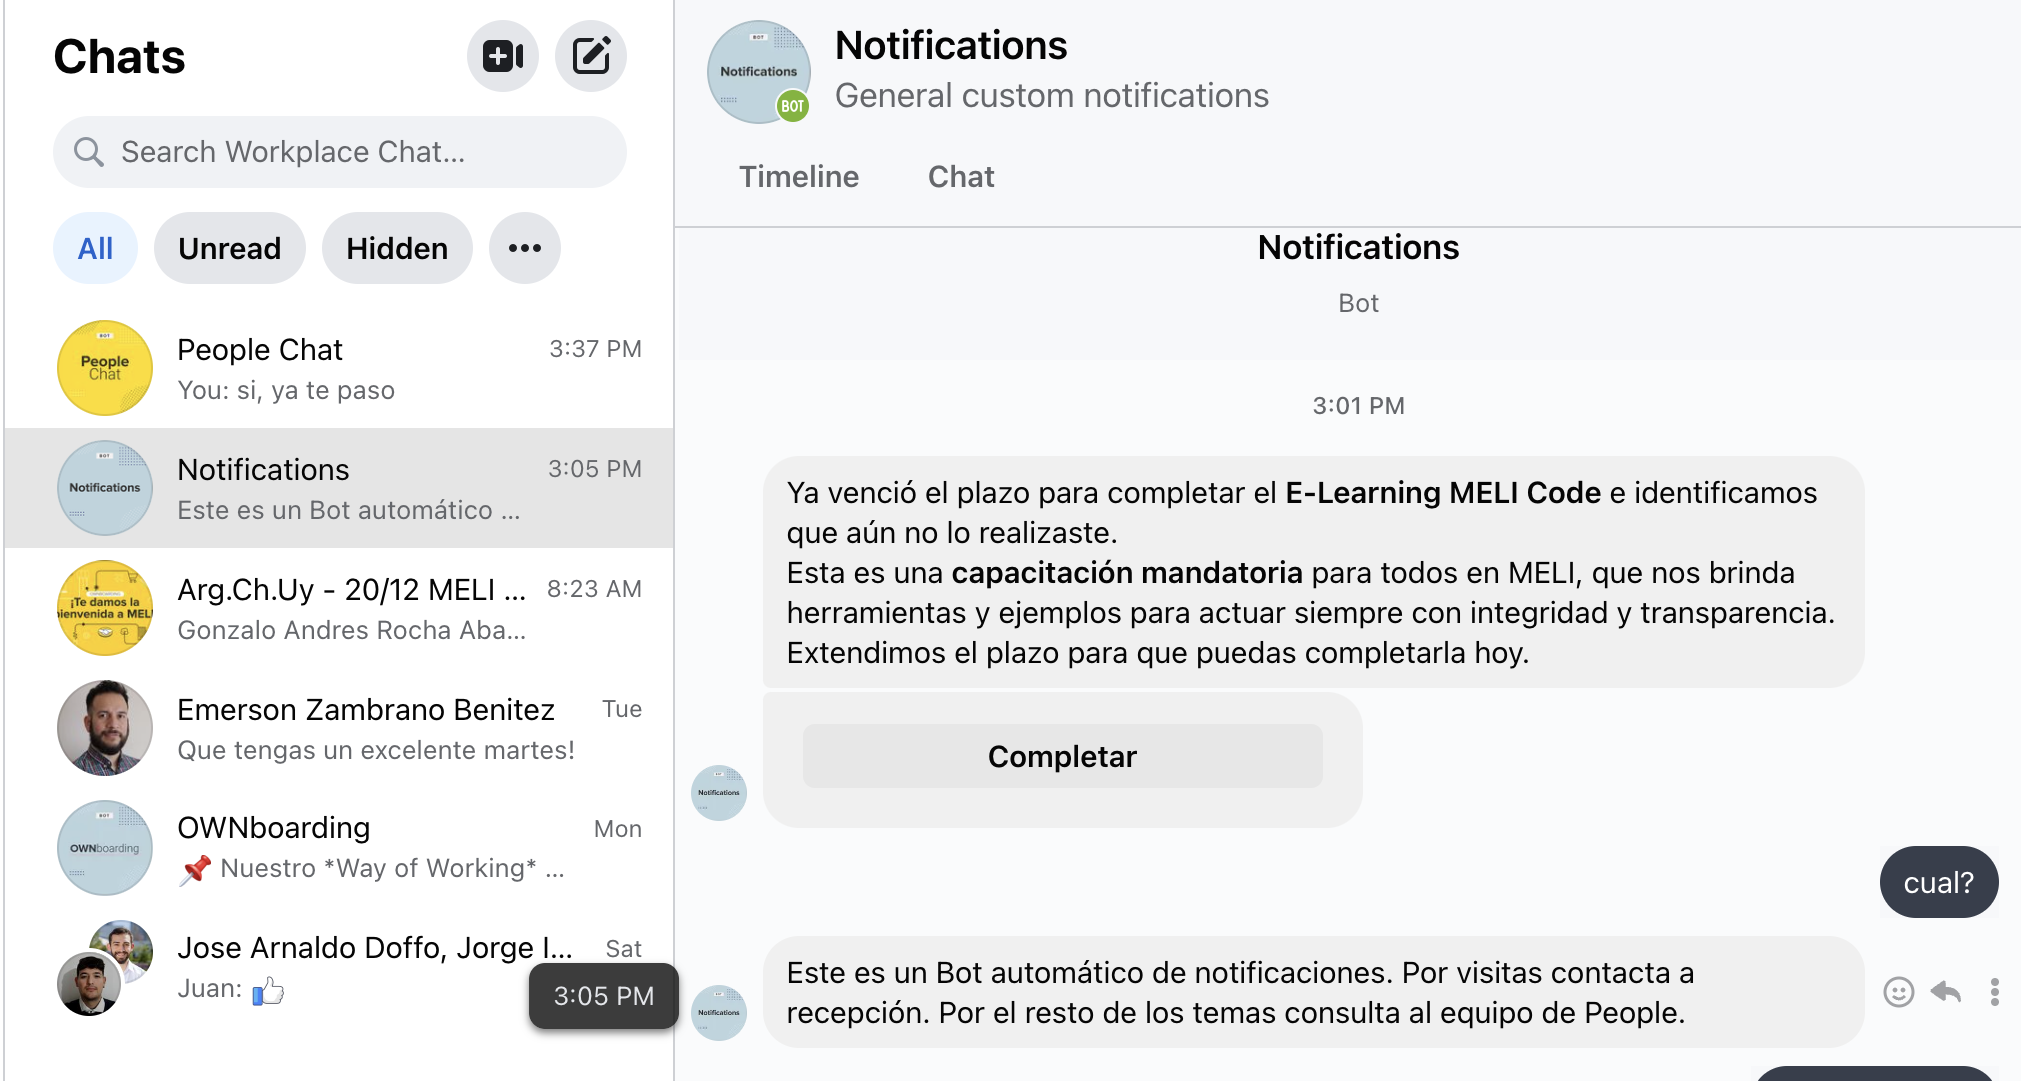 Chats
Search Workplace Chat...
All
Unread
Hidden
BOT
People
Chat
People Chat
3:37 PM
You: si, ya te paso
BOT
Notifications
Notifications
3:05 PM
Este es un Bot automático ...
¡Te damos la
bienvenida a MELI
Arg.Ch.Uy - 20/12 MELI ...
8:23 AM
Gonzalo Andres Rocha Aba...
Emerson Zambrano Benitez
Tue
Que tengas un excelente martes!
BOT
OWNboarding
OWNboarding
Mon
Nuestro *Way of Working* ...
Jose Arnaldo Doffo, Jorge I...
Sat
Juan:
3:05 PM
BOT
Notifications
BOT
Notifications
General custom notifications
Timeline
Chat
Notifications
Bot
3:01 PM
Ya venció el plazo para completar el E-Learning MELI Code e identificamos
que aún no lo realizaste.
Esta es una capacitación mandatoria para todos en MELI, que nos brinda
herramientas y ejemplos para actuar siempre con integridad y transparencia.
Extendimos el plazo para que puedas completarla hoy.
Completar
Notifications
cual?
Este es un Bot automático de notificaciones. Por visitas contacta a
recepción. Por el resto de los temas consulta al equipo de People.
Notifications